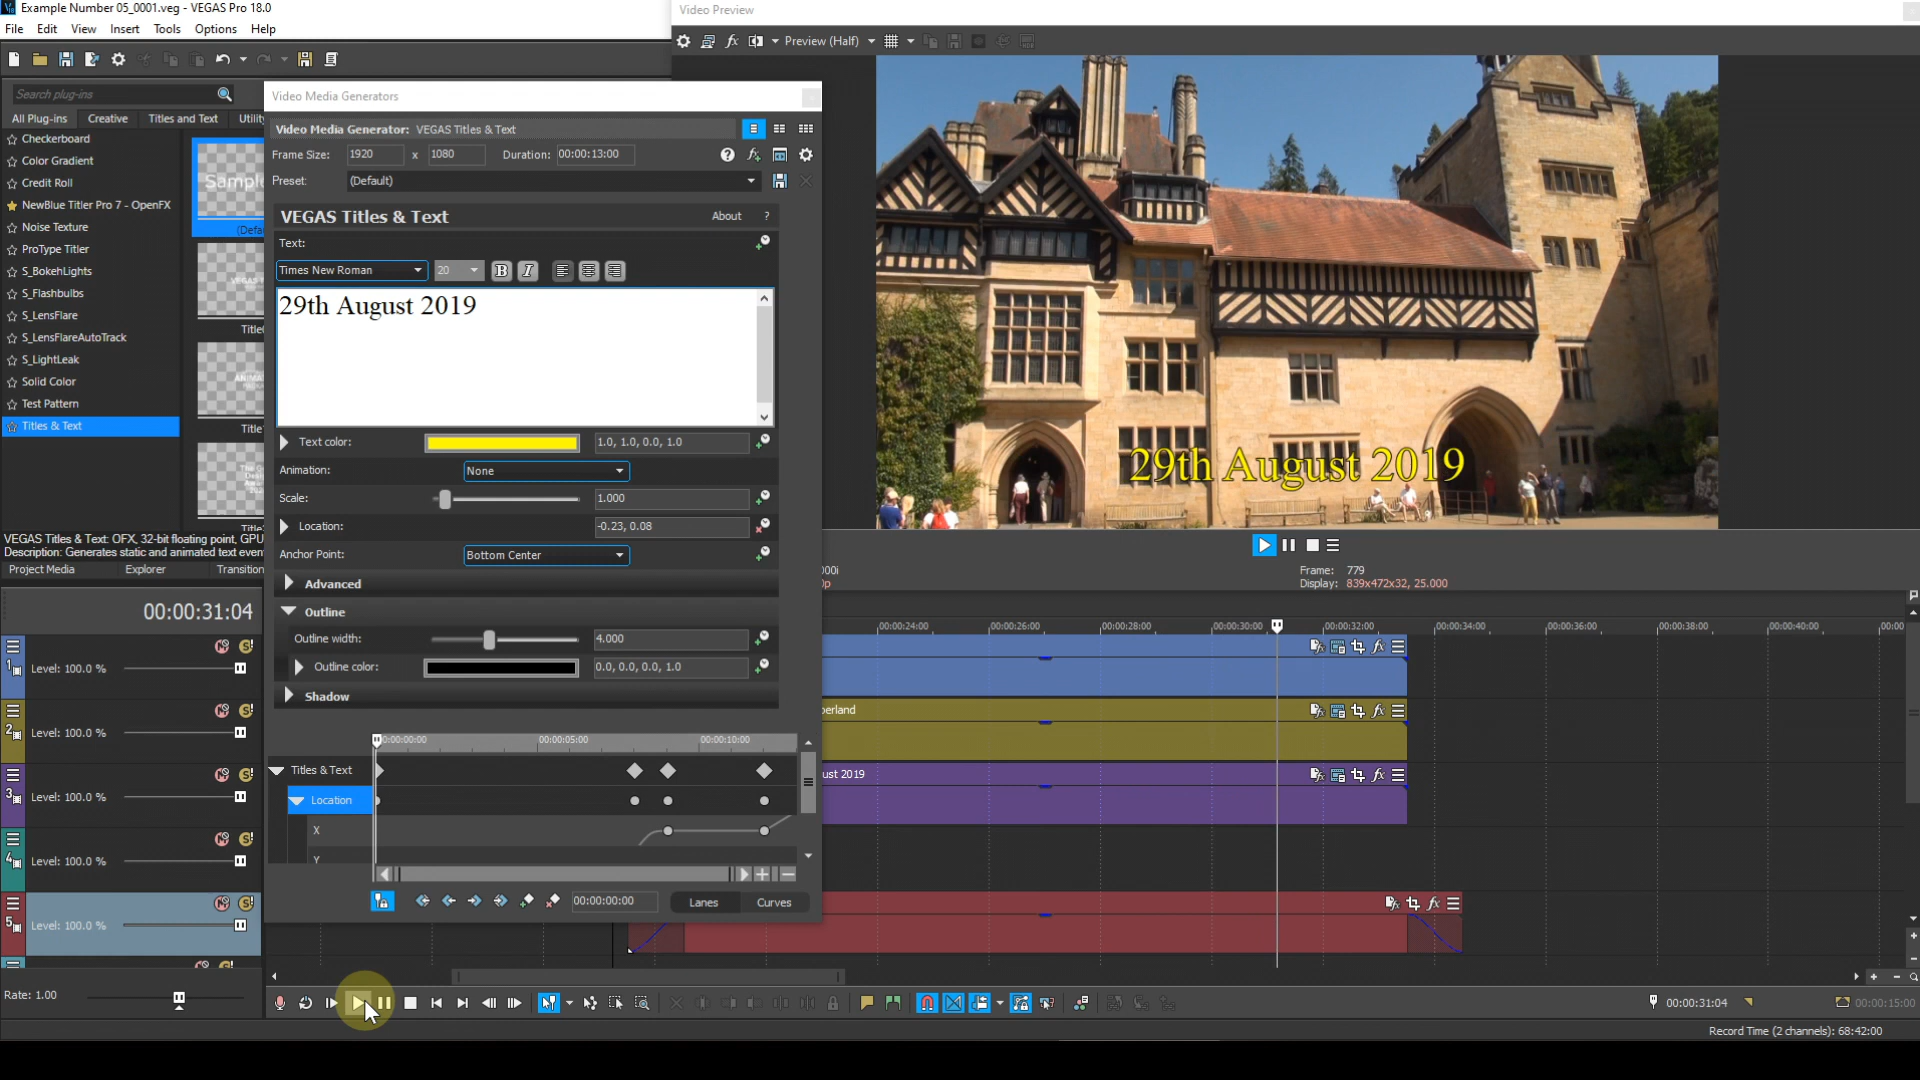 Example Number 05_0001.veg - VEGAS Pro 18.0
File Edit View Insert Tools Options Help
Video Preview
Preview (Half)
Search plug-ins
All Plug-ins Creative Titles and Text Utilit
Checkerboard
Color Gradient
Credit Roll
NewBlue Titler Pro 7 - OpenFX
Noise Texture
ProType Titler
S_BokehLights
S_Flashbulbs
S_LensFlare
S_LensFlareAutoTrack
S_LightLeak
Solid Color
Test Pattern
Titles & Text
Sample
(Defau
VEGAS Titles & Text: OFX, 32-bit floating point, GPU
Description: Generates static and animated text even
Project Media Explorer Transition
Video Media Generators
Video Media Generator: VEGAS Titles & Text
Frame Size: 1920 x 1080 Duration: 00:00:13:00
Preset: (Default)
VEGAS Titles & Text About ?
Text:
Times New Roman 20 B I
29th August 2019
Text color: 1.0, 1.0, 0.0, 1.0
Animation: None
Scale: 1.000
Location: -0.23, 0.08
Anchor Point: Bottom Center
Advanced
Outline
Outline width: 4.000
Outline color: 0.0, 0.0, 0.0, 1.0
Shadow
00:00:00 00:00:05:00 00:00:10:00
Titles & Text
Location
X
Y
00:00:00:00 Lanes Curves
29th August 2019
000i
0p
Frame: 779
Display: 839x472x32, 25.000
00:00:31:04
00:00:24:00 00:00:26:00 00:00:28:00 00:00:30:00 00:00:32:00 00:00:34:00 00:00:36:00 00:00:38:00 00:00:40:00 00:00
1 Level: 100.0 %
2 Level: 100.0 %
berland
3 Level: 100.0 %
ust 2019
4 Level: 100.0 %
5 Level: 100.0 %
Rate: 1.00
00:00:31:04 00:00:15:00
Record Time (2 channels): 68:42:00